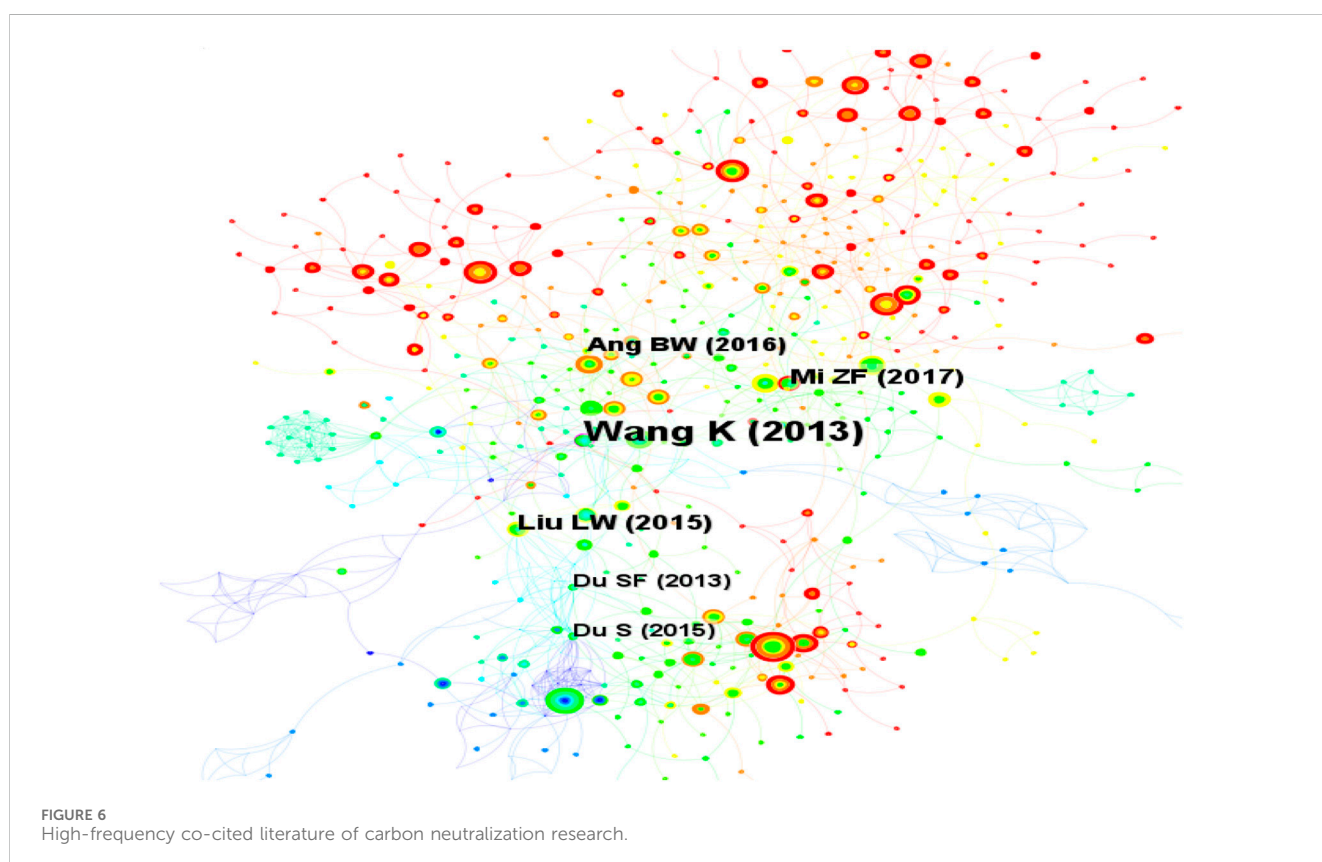 Ang BW (2016)
Mi ZF (2017)
Wang K (2013)
Liu LW (2015)
Du SF (2013)
Du S (2015)
FIGURE 6
High-frequency co-cited literature of carbon neutralization research.